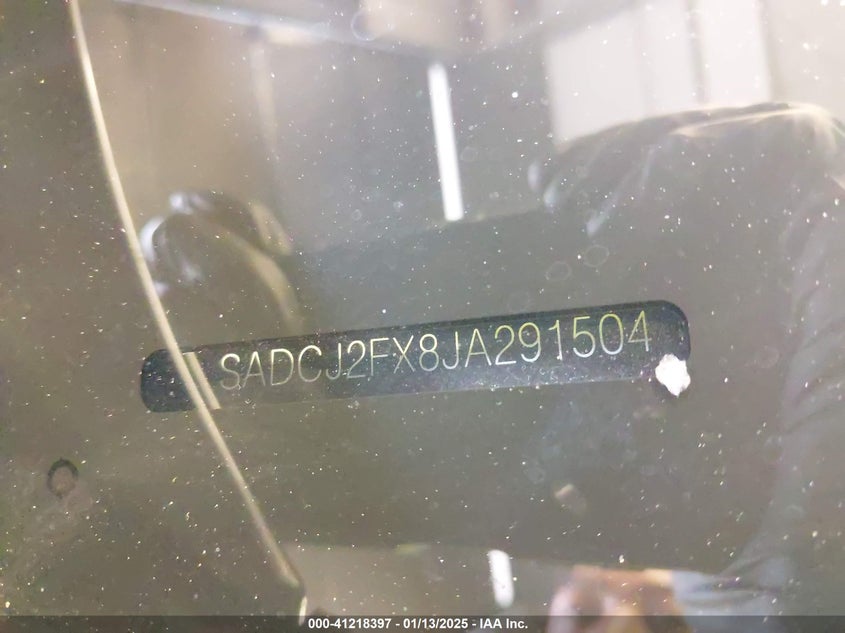 SADCJ2FX8JA291504
000-41218397 - 01/13/2025 - IAA Inc.